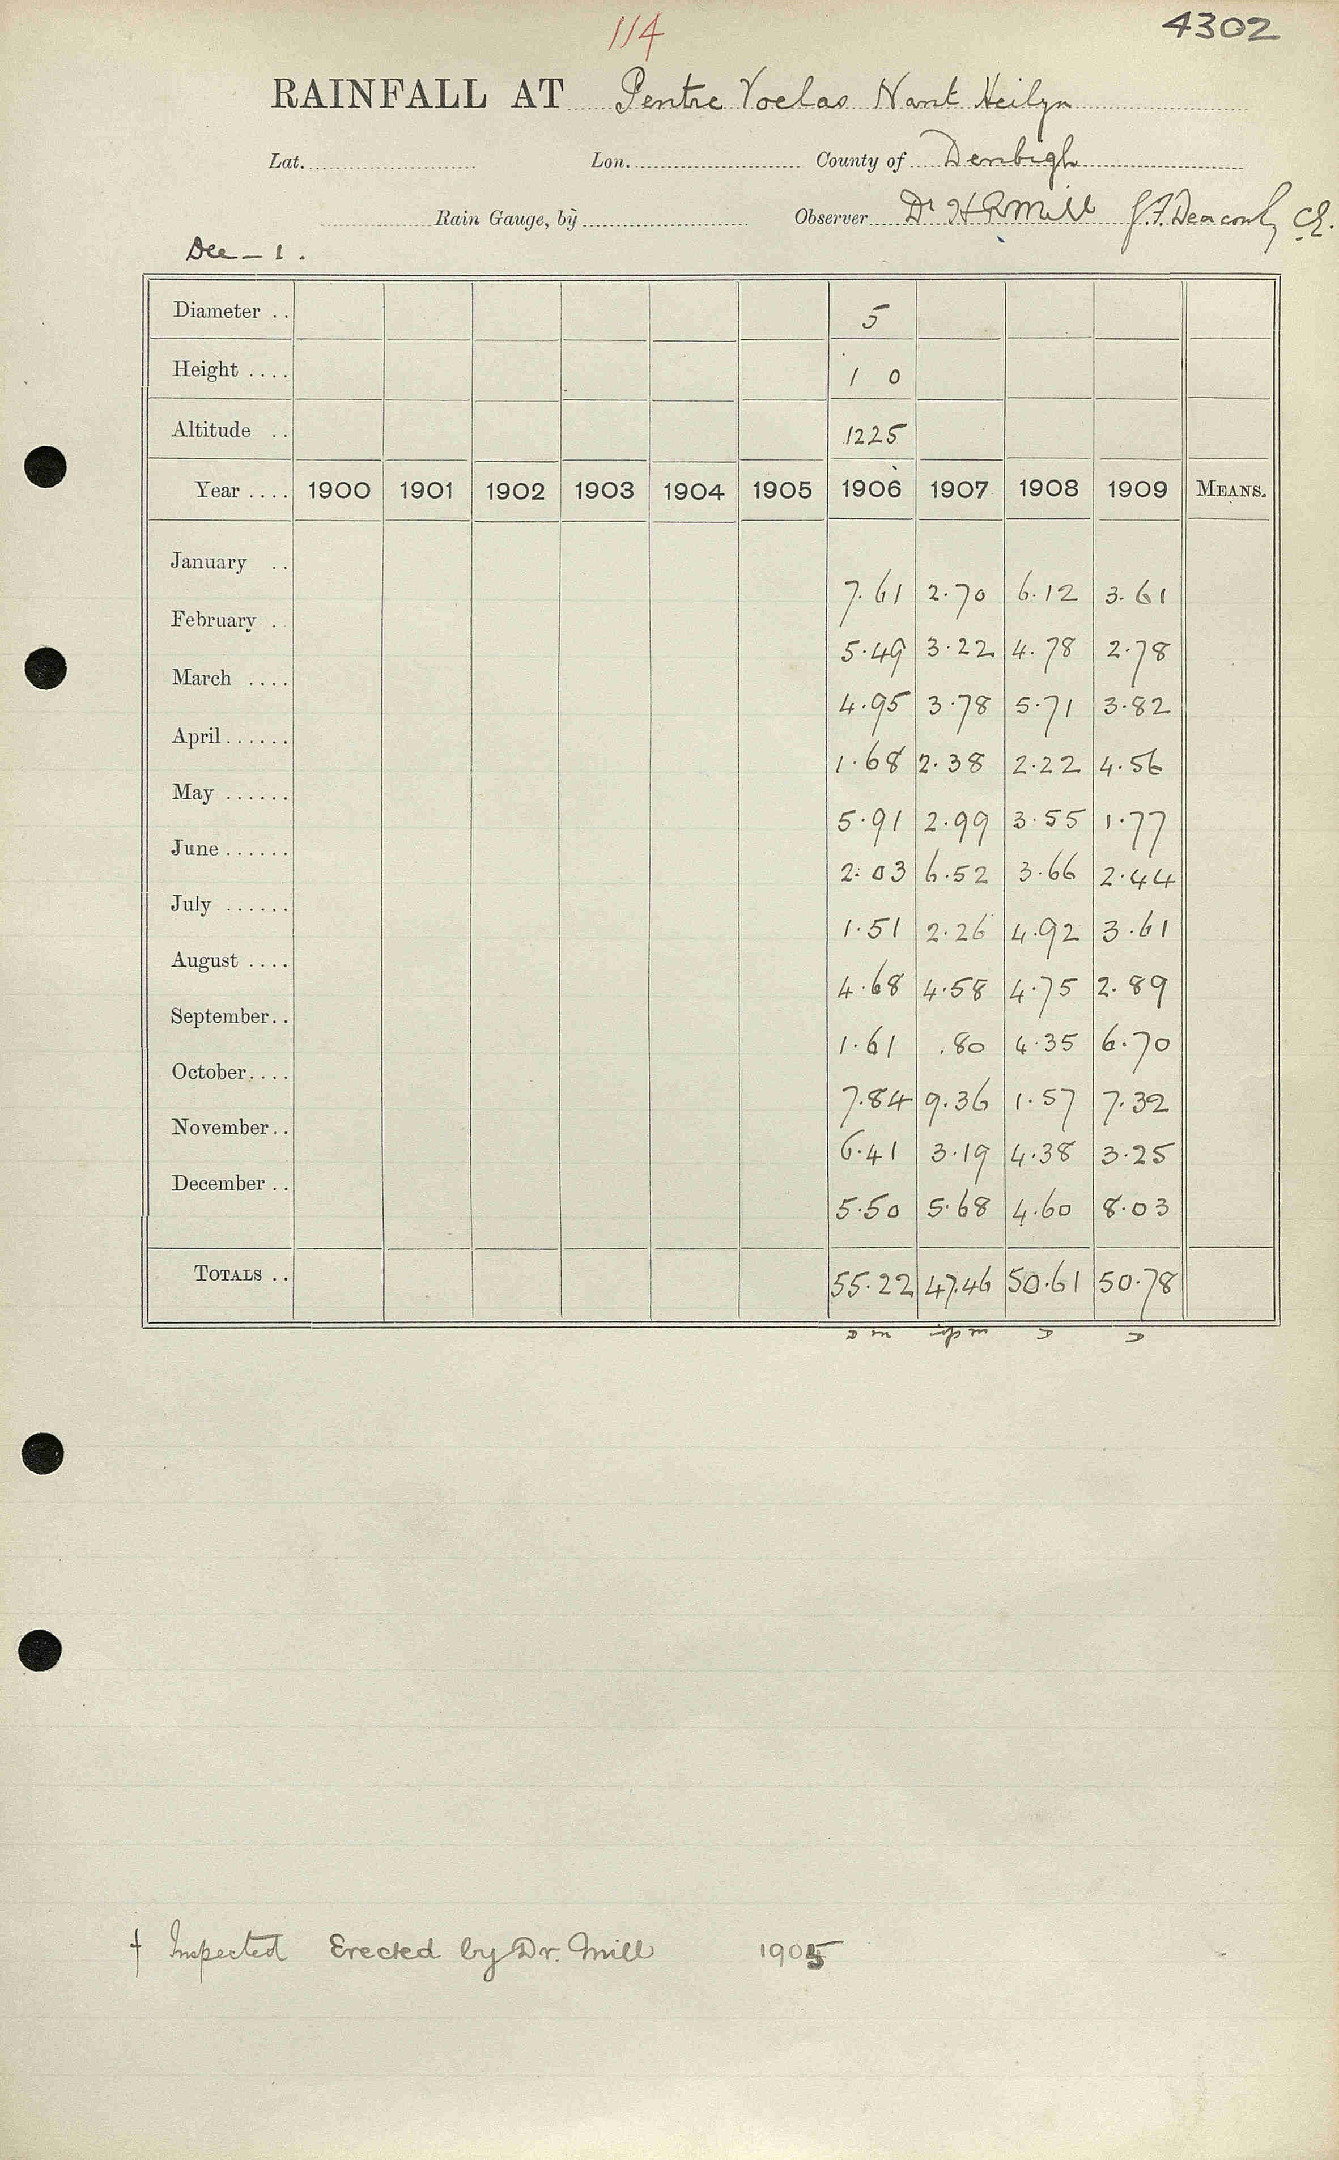 114
4302
RAINFALL AT Pentre Voelas Nant Heilyn
Lat. Lon. County of Denbigh
Rain Gauge, by Observer Dr H R Mill G. F. Deacon C.E.
Dec - 1.
Diameter .. 5
Height .... 1 0
Altitude .. 1225
Year .... 1900 1901 1902 1903 1904 1905 1906 1907 1908 1909 MEANS.
January .. 7.61 2.70 6.12 3.61
February .. 5.49 3.22 4.78 2.78
March .... 4.95 3.78 5.71 3.82
April ...... 1.68 2.38 2.22 4.56
May ...... 5.91 2.99 3.55 1.77
June ...... 2.03 6.52 3.66 2.44
July ...... 1.51 2.26 4.92 3.61
August .... 4.68 4.58 4.75 2.89
September.. 1.61 .80 4.35 6.70
October.... 7.84 9.36 1.57 7.32
November.. 6.41 3.19 4.38 3.25
December .. 5.50 5.68 4.60 8.03
TOTALS .. 55.22 47.46 50.61 50.78
† Inspected Erected by Dr. Mill 1905